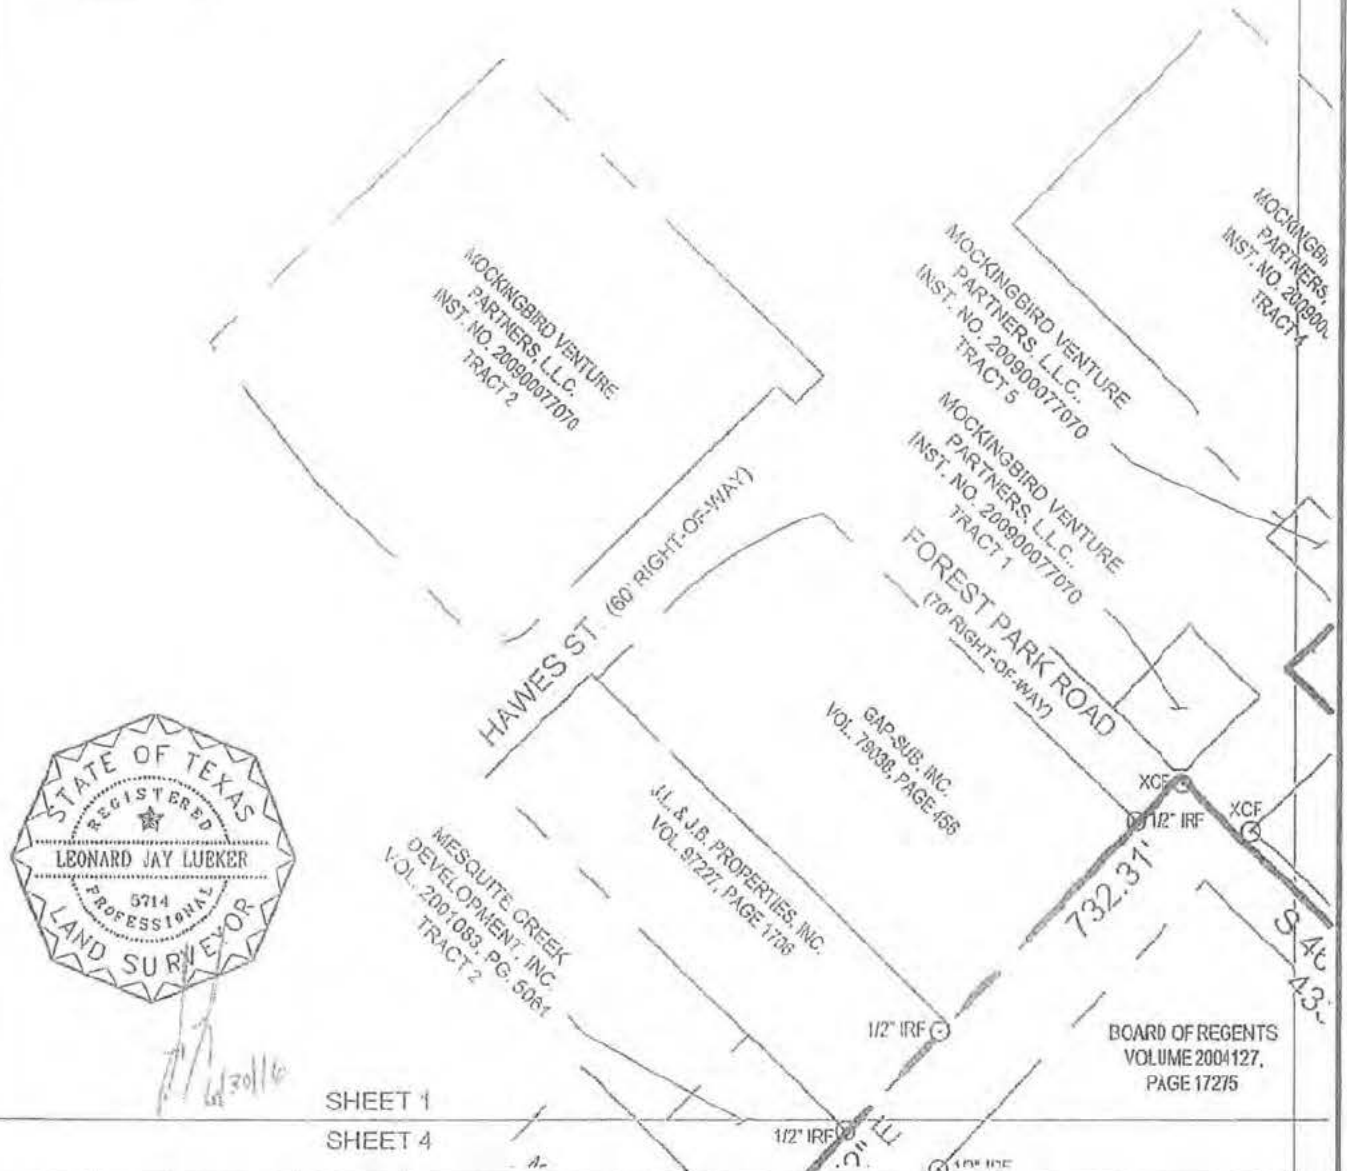 MOCKINGBIRD VENTURE
PARTNERS, L.L.C.
INST. NO. 200900077070
TRACT 2
MOCKINGBIRD VENTURE
PARTNERS, L.L.C.,
INST. NO. 200900077070
TRACT 5
PARTNERS,
INST. NO.
TRACT 4
MOCKINGBIRD VENTURE
PARTNERS, L.L.C.,
INST. NO. 200900077070
TRACT 1
FOREST PARK ROAD
(70' RIGHT-OF-WAY)
HAWES ST. (60' RIGHT-OF-WAY)
GAP-SUB, INC.
VOL. 79038, PAGE 456
J.L. & J.B. PROPERTIES, INC.
VOL. 97227, PAGE 1706
MESQUITE CREEK
DEVELOPMENT, INC.
VOL. 2001083, PG. 5061
TRACT 2
XCF
1/2" IRF
XCF
732.31'
S 46
BOARD OF REGENTS
VOLUME 2004127,
PAGE 17275
1/2" IRF
1/2" IRF
STATE OF TEXAS
REGISTERED
LEONARD JAY LUEKER
5714
PROFESSIONAL
LAND SURVEYOR
SHEET 1
SHEET 4